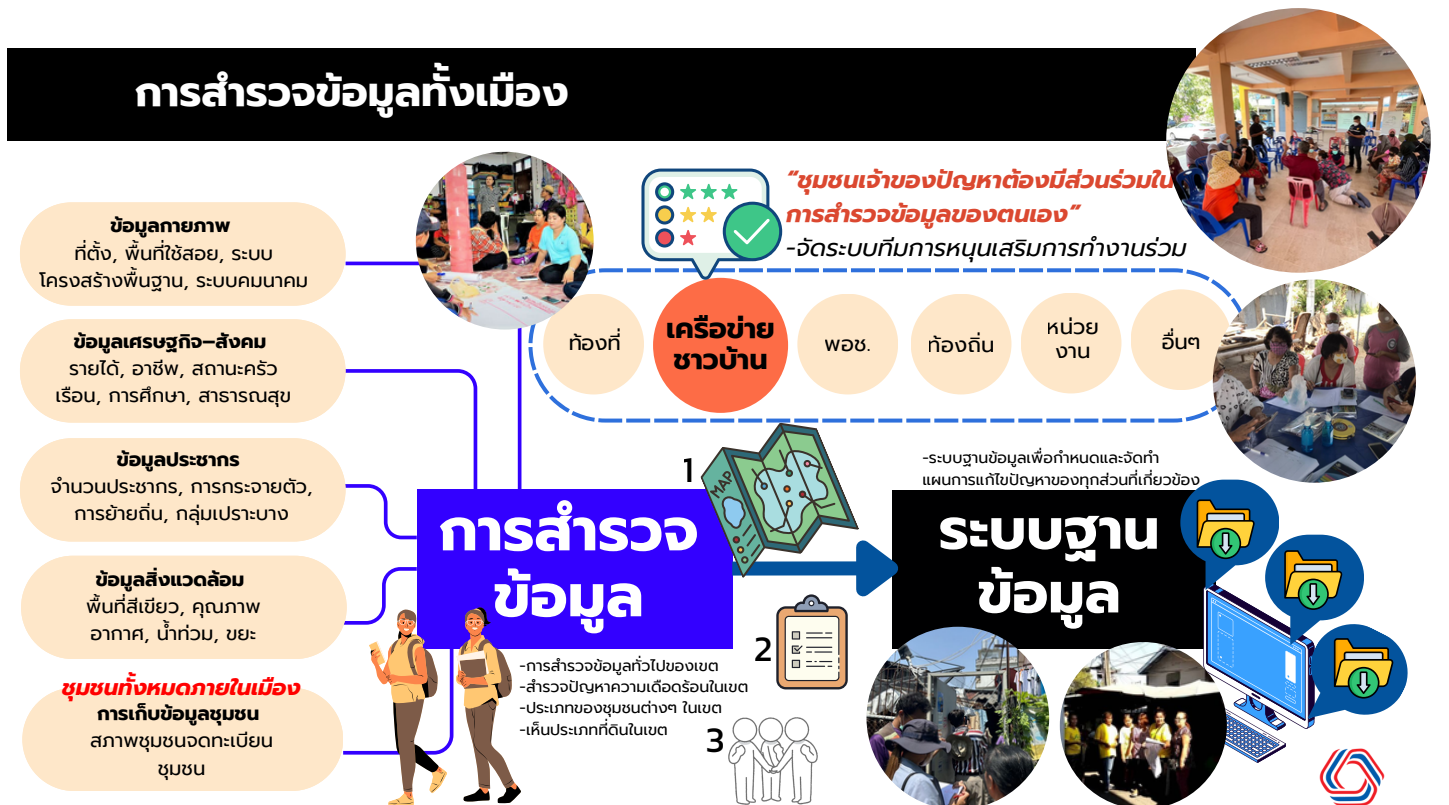 การสำรวจข้อมูลทั้งเมือง
ข้อมูลกายภาพ
ที่ตั้ง, พื้นที่ใช้สอย, ระบบ
โครงสร้างพื้นฐาน, ระบบคมนาคม
ข้อมูลเศรษฐกิจ–สังคม
รายได้, อาชีพ, สถานะครัว
เรือน, การศึกษา, สาธารณสุข
ข้อมูลประชากร
จำนวนประชากร, การกระจายตัว,
การย้ายถิ่น, กลุ่มเปราะบาง
ข้อมูลสิ่งแวดล้อม
พื้นที่สีเขียว, คุณภาพ
อากาศ, น้ำท่วม, ขยะ
ชุมชนทั้งหมดภายในเมือง
การเก็บข้อมูลชุมชน
สภาพชุมชนจดทะเบียน
ชุมชน
“ชุมชนเจ้าของปัญหาต้องมีส่วนร่วมใน
การสำรวจข้อมูลของตนเอง”
-จัดระบบทีมการหนุนเสริมการทำงานร่วม
ท้องที่
เครือข่าย
ชาวบ้าน
พอช.
ท้องถิ่น
หน่วย
งาน
อื่นๆ
การสำรวจ
ข้อมูล
1
MAP
2
3
-การสำรวจข้อมูลทั่วไปของเขต
-สำรวจปัญหาความเดือดร้อนในเขต
-ประเภทของชุมชนต่างๆ ในเขต
-เห็นประเภทที่ดินในเขต
-ระบบฐานข้อมูลเพื่อกำหนดและจัดทำ
แผนการแก้ไขปัญหาของทุกส่วนที่เกี่ยวข้อง
ระบบฐาน
ข้อมูล